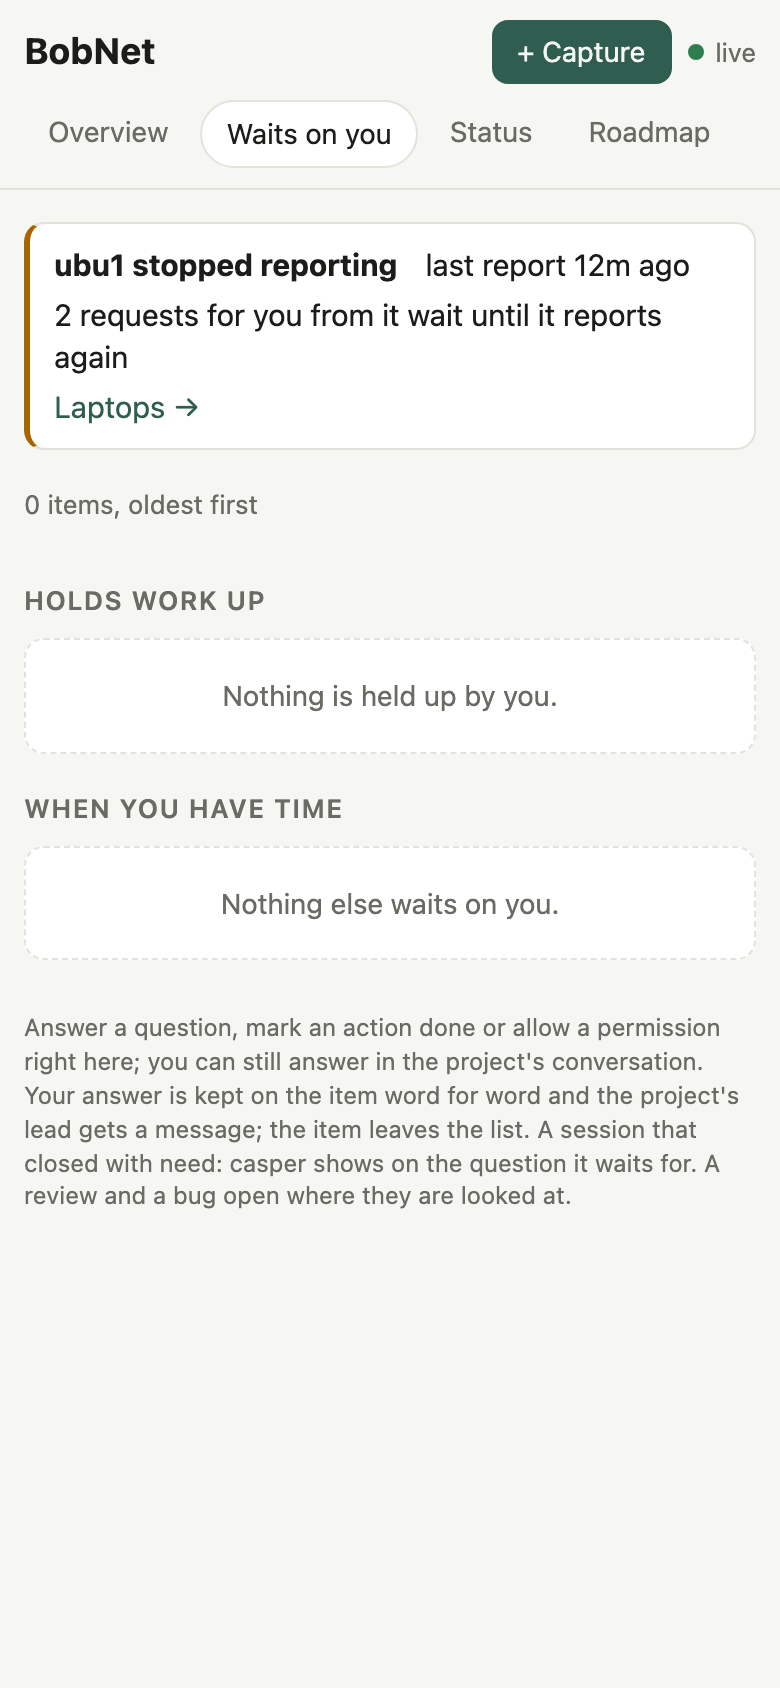 BobNet
+ Capture
live
Overview
Waits on you
Status
Roadmap
ubu1 stopped reporting last report 12m ago
2 requests for you from it wait until it reports
again
Laptops →
0 items, oldest first
HOLDS WORK UP
Nothing is held up by you.
WHEN YOU HAVE TIME
Nothing else waits on you.
Answer a question, mark an action done or allow a permission
right here; you can still answer in the project's conversation.
Your answer is kept on the item word for word and the project's
lead gets a message; the item leaves the list. A session that
closed with need: casper shows on the question it waits for. A
review and a bug open where they are looked at.